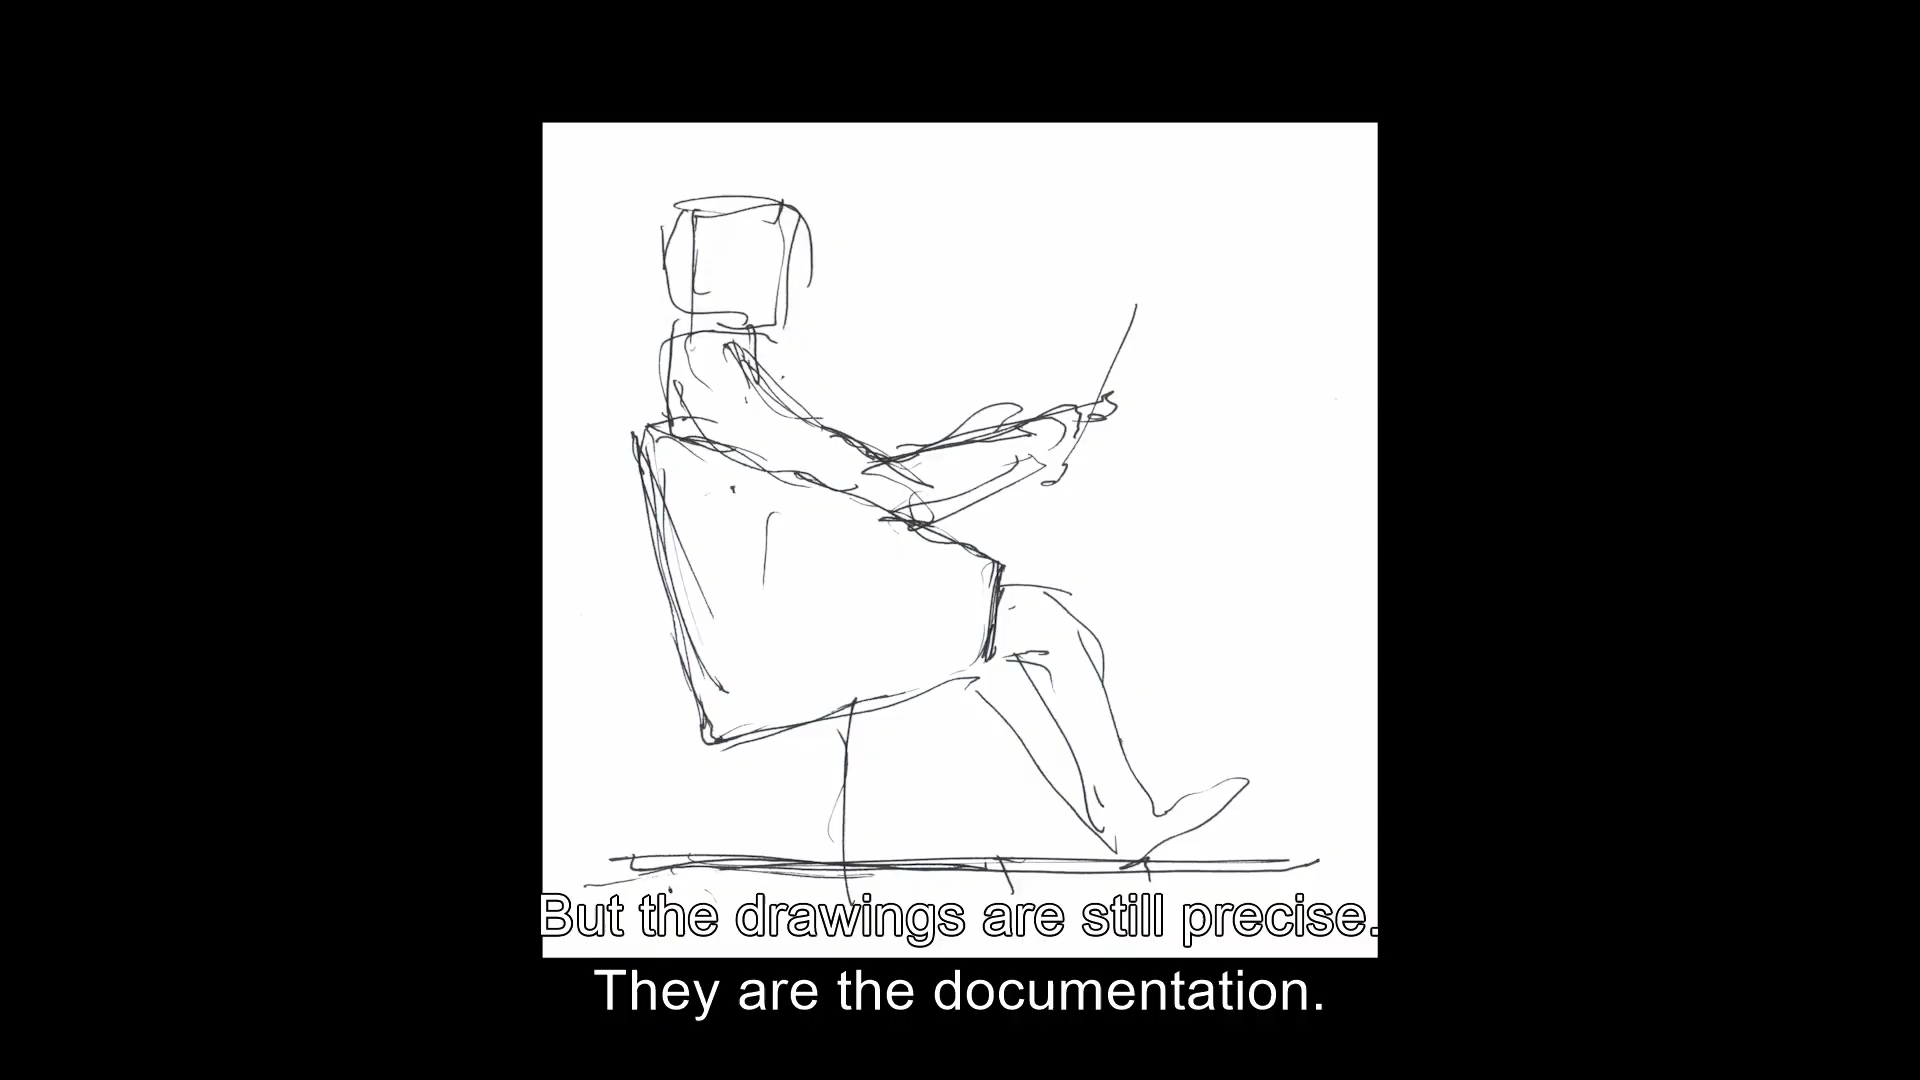 But the drawings are still precise.
They are the documentation.